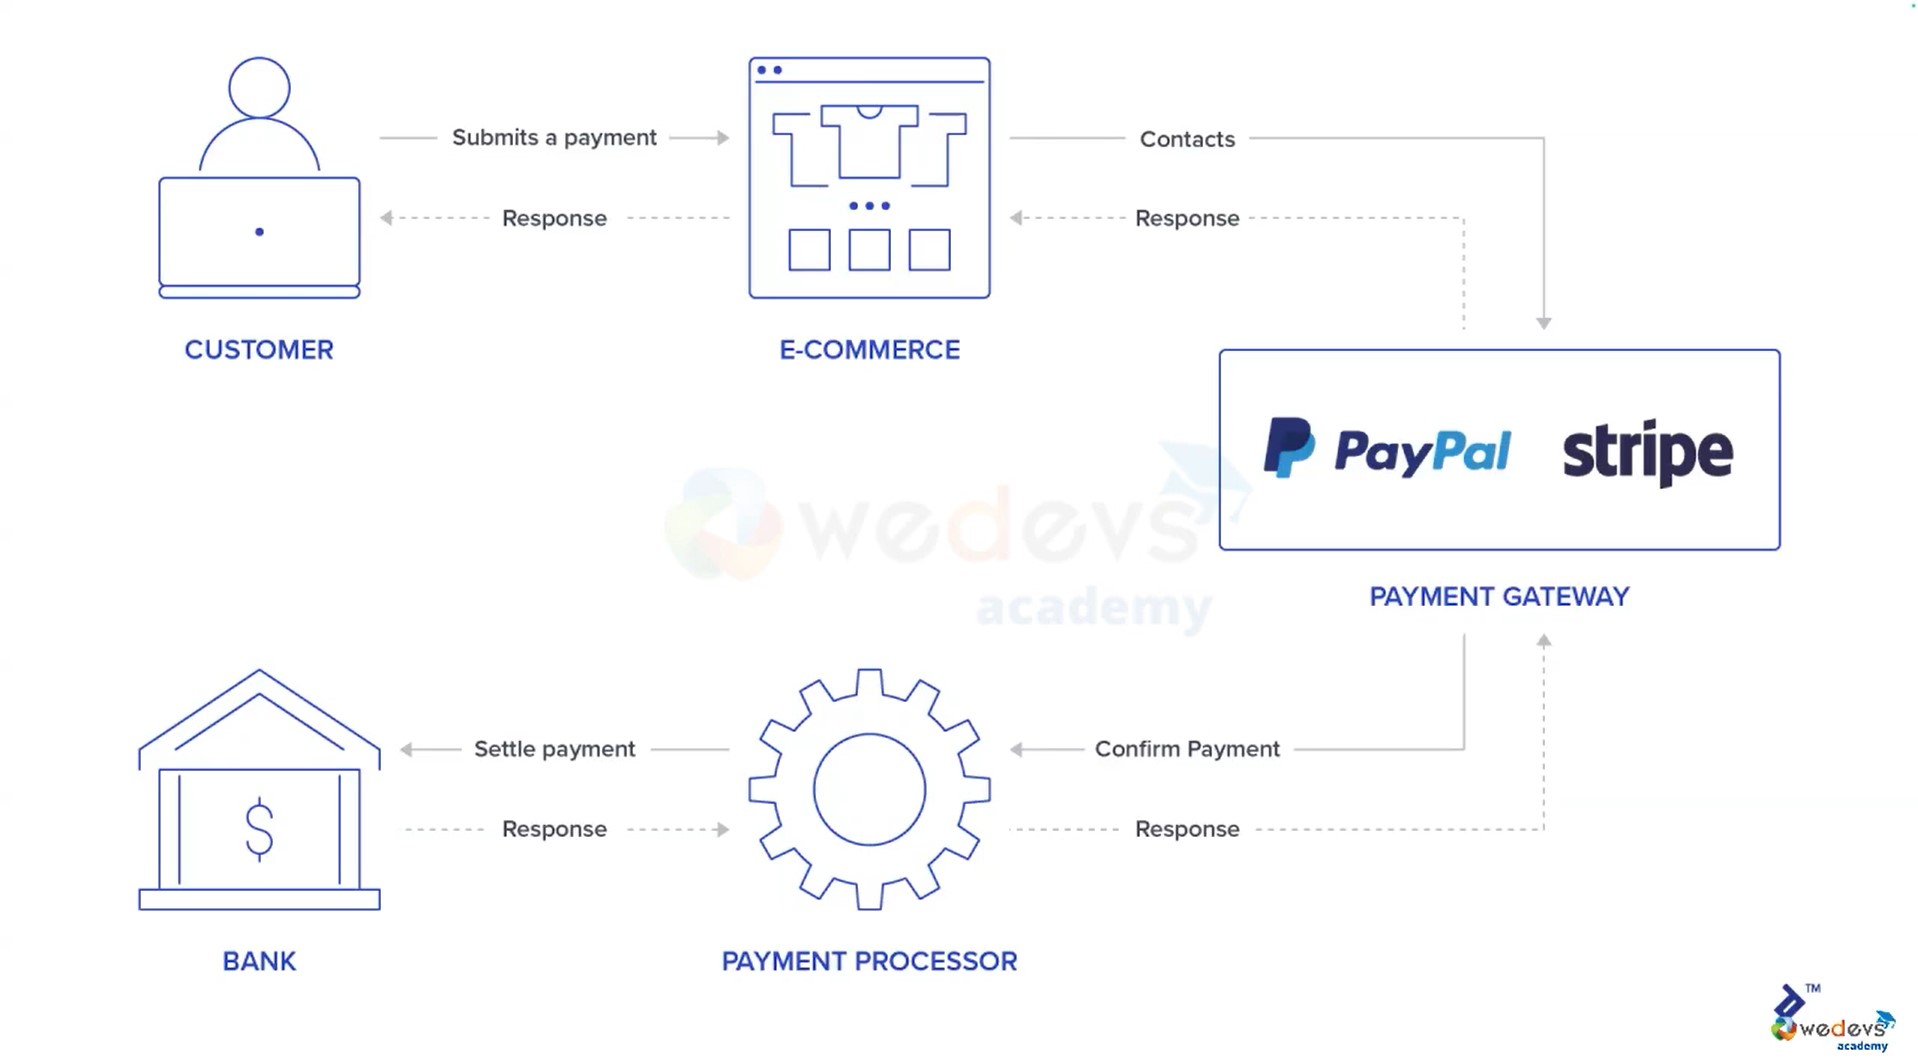 Submits a payment
Contacts
Response
Response
CUSTOMER
E-COMMERCE
PayPal
stripe
wedevs
academy
PAYMENT GATEWAY
$
Settle payment
Confirm Payment
Response
Response
BANK
PAYMENT PROCESSOR
TM
wedevs
academy